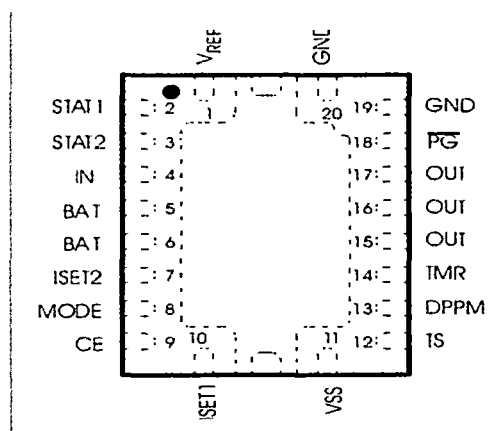 VREF GND
STAT1 2 1 20 19 GND
STAT2 3 18 PG
IN 4 17 OUT
BAT 5 16 OUT
BAT 6 15 OUT
ISET2 7 14 TMR
MODE 8 13 DPPM
CE 9 10 11 12 TS
ISET1 VSS